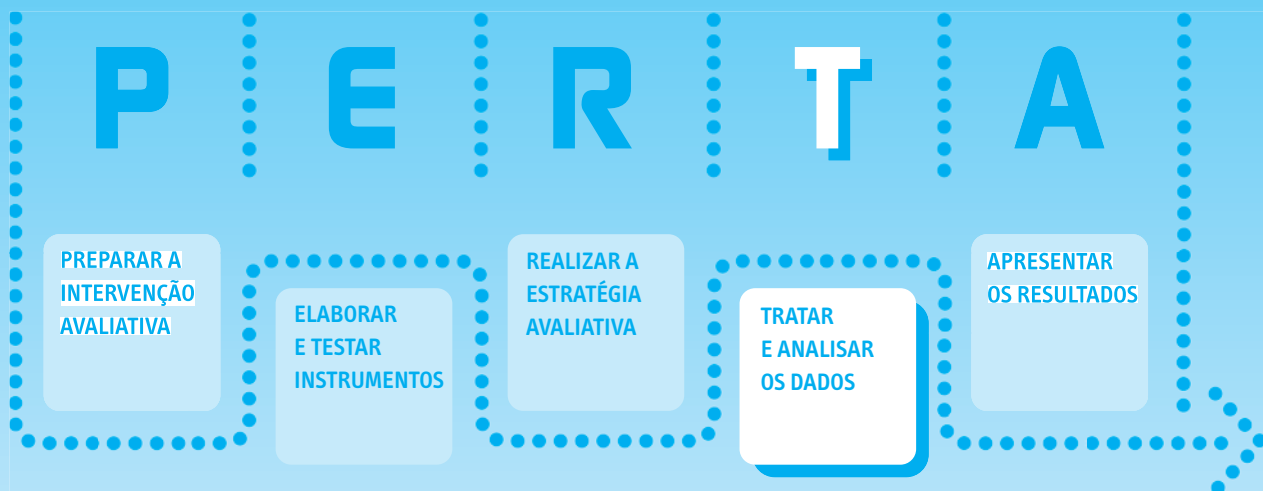 P E R T A
PREPARAR A
INTERVENÇÃO
AVALIATIVA
ELABORAR
E TESTAR
INSTRUMENTOS
REALIZAR A
ESTRATÉGIA
AVALIATIVA
TRATAR
E ANALISAR
OS DADOS
APRESENTAR
OS RESULTADOS